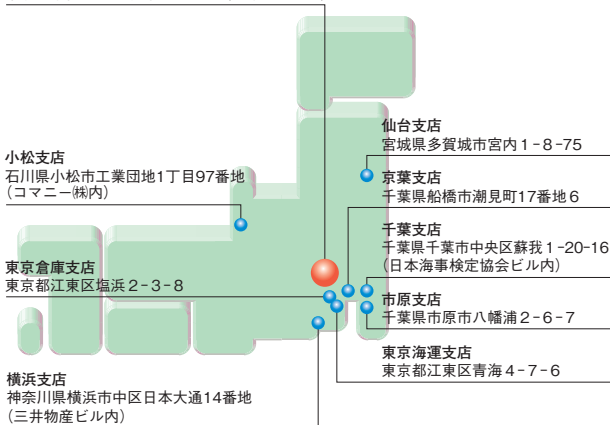 小松支店
石川県小松市工業団地1丁目97番地
（コマニー㈱内）
東京倉庫支店
東京都江東区塩浜2-3-8
横浜支店
神奈川県横浜市中区日本大通14番地
（三井物産ビル内）
仙台支店
宮城県多賀城市宮内1-8-75
京葉支店
千葉県船橋市潮見町17番地6
千葉支店
千葉県千葉市中央区蘇我1-20-16
（日本海事検定協会ビル内）
市原支店
千葉県市原市八幡浦2-6-7
東京海運支店
東京都江東区青海4-7-6